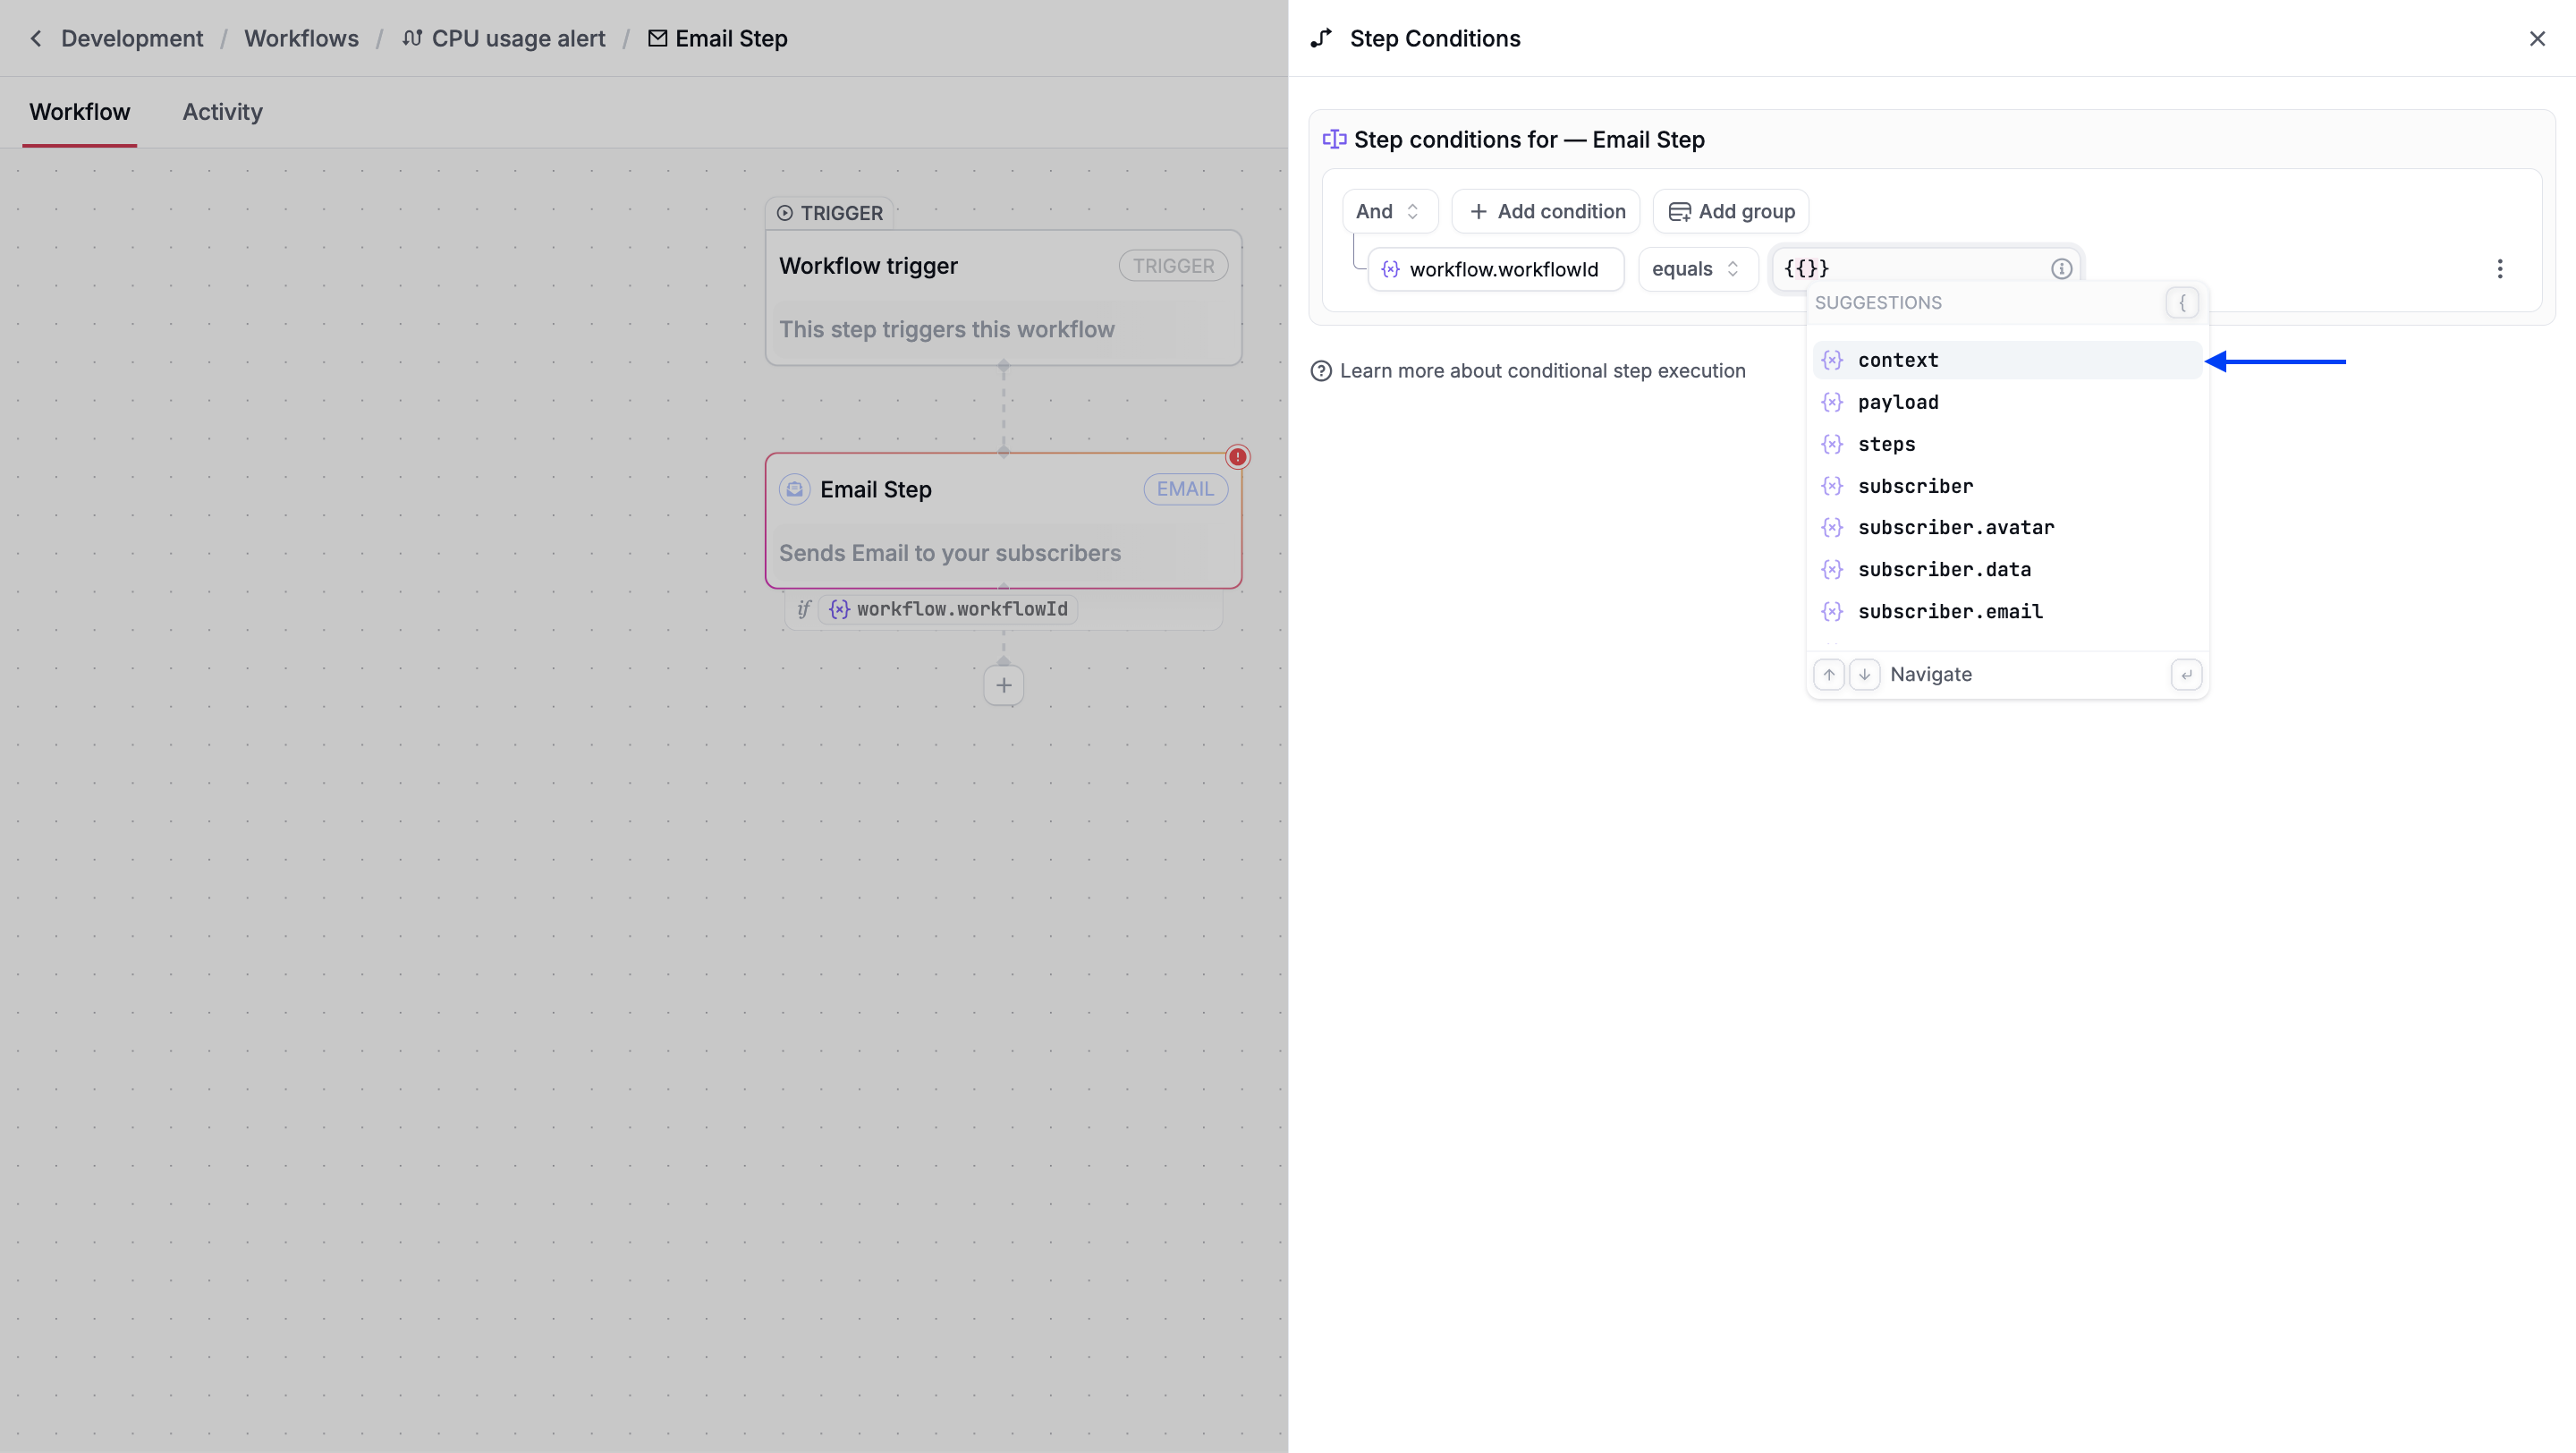 Development / Workflows / CPU usage alert / Email Step
Workflow Activity
TRIGGER
Workflow trigger TRIGGER
This step triggers this workflow
Email Step EMAIL
Sends Email to your subscribers
if workflow.workflowId
Step Conditions
Step conditions for — Email Step
And Add condition Add group
workflow.workflowId equals {{}}
SUGGESTIONS {
context
payload
steps
subscriber
subscriber.avatar
subscriber.data
subscriber.email
Navigate
Learn more about conditional step execution